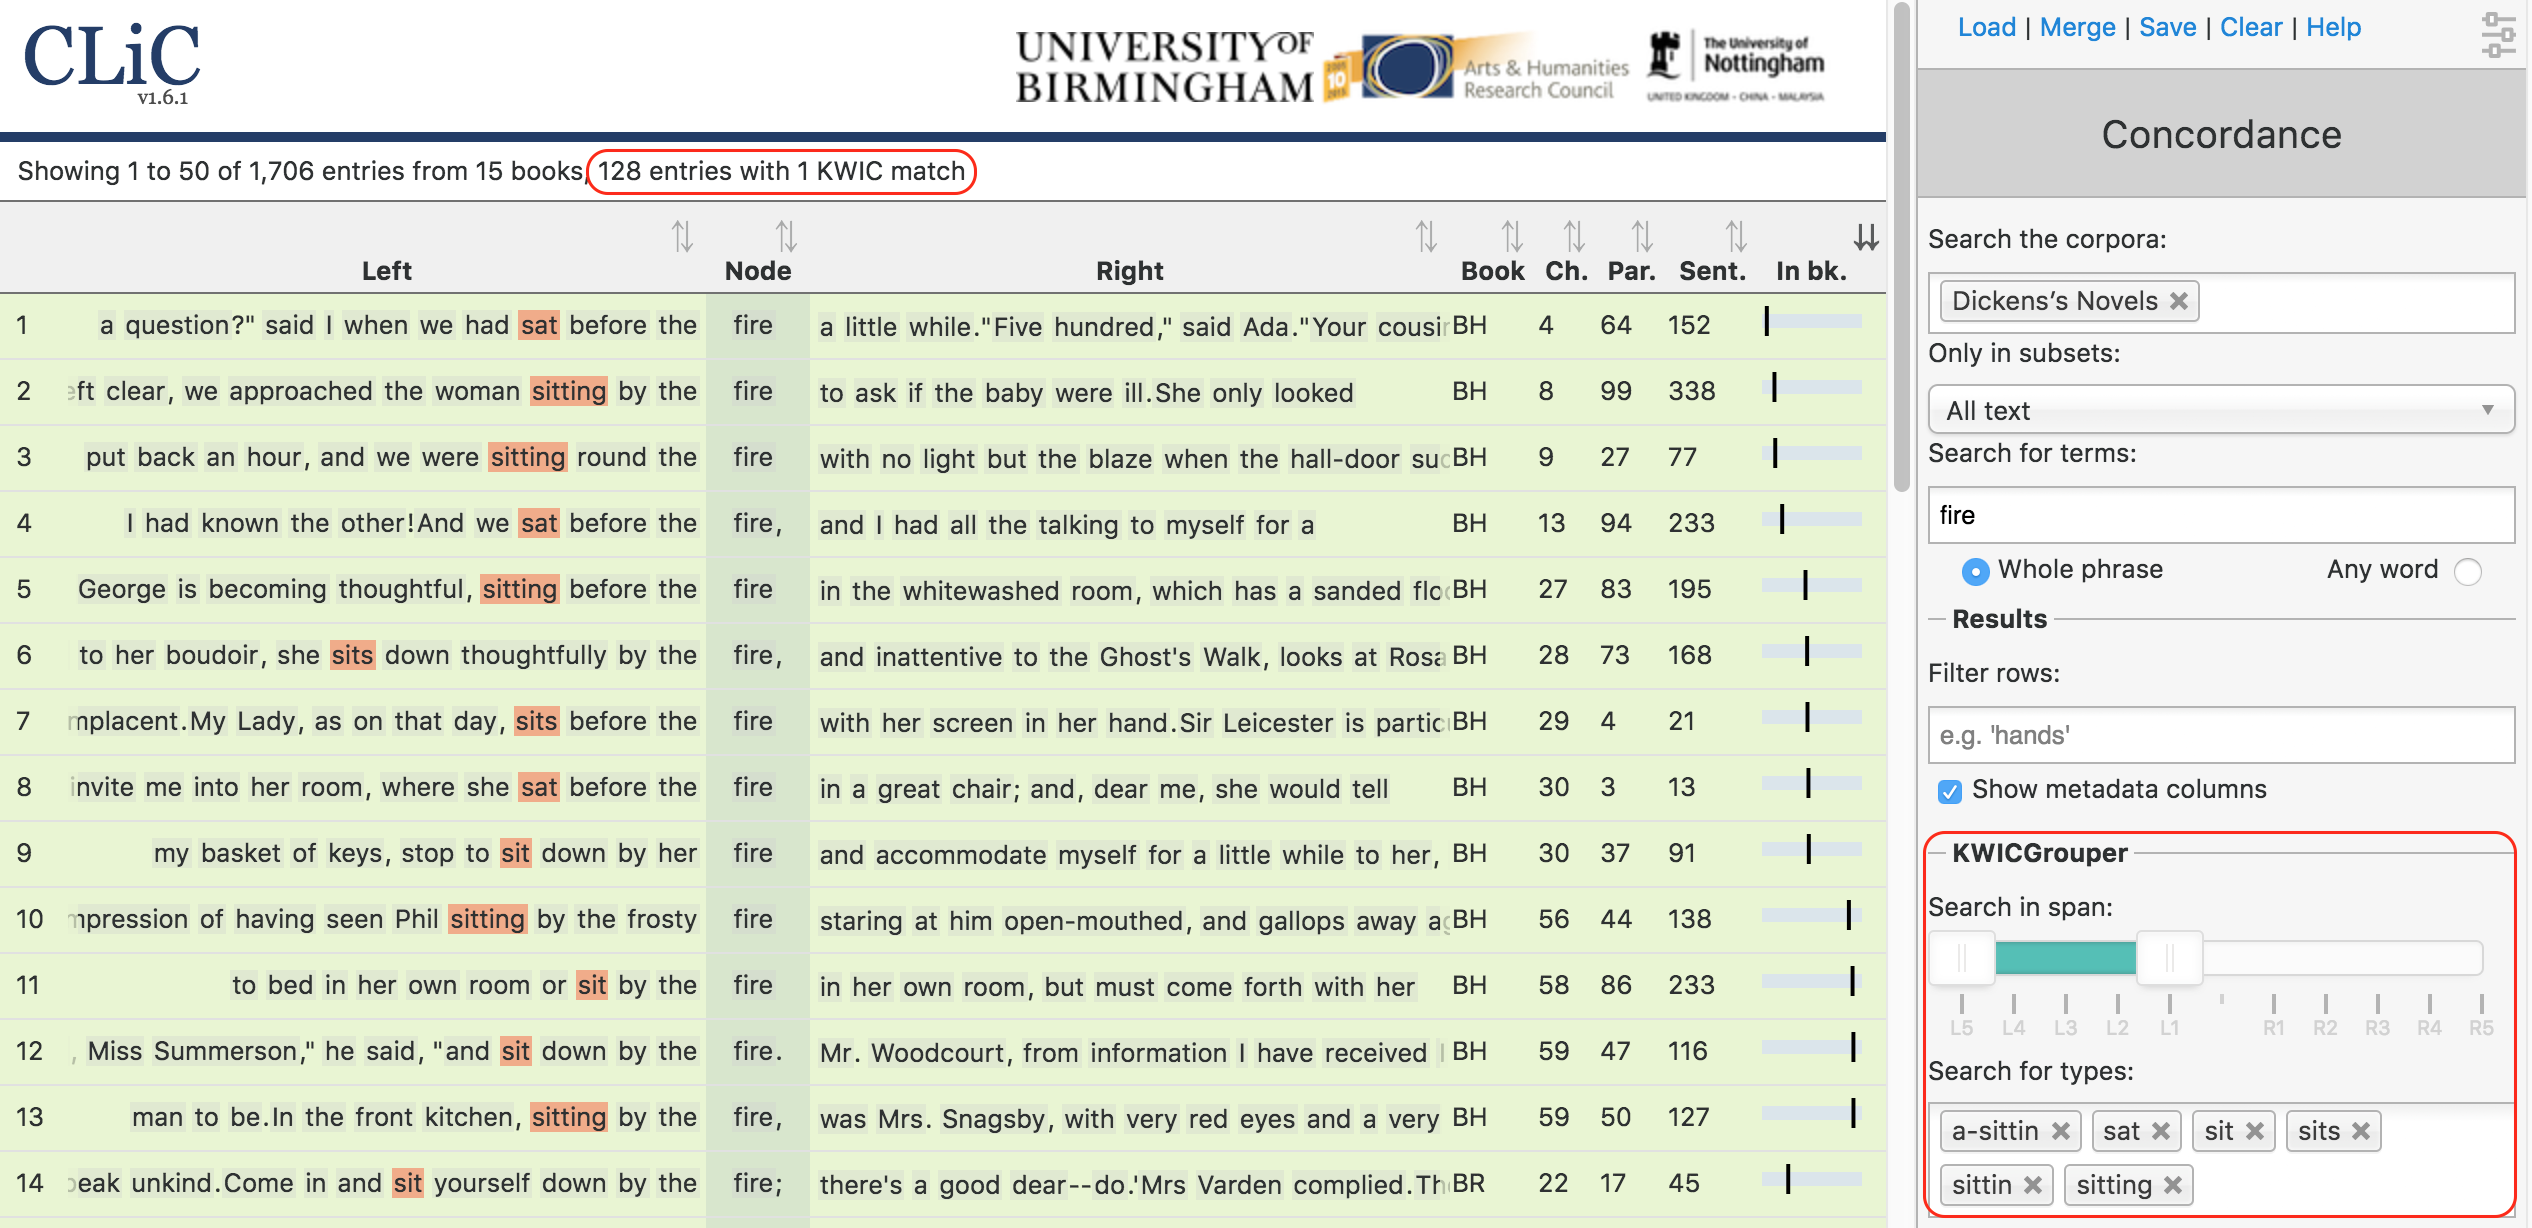 CLiC
v1.6.1
UNIVERSITY OF
BIRMINGHAM
10
Arts & Humanities
Research Council
The University of
Nottingham
UNITED KINGDOM • CHINA • MALAYSIA
Load | Merge | Save | Clear | Help
Concordance
Showing 1 to 50 of 1,706 entries from 15 books, 128 entries with 1 KWIC match
Left Node Right Book Ch. Par. Sent. In bk.
1 a question?" said I when we had sat before the fire a little while."Five hundred," said Ada."Your cousin BH 4 64 152
2 eft clear, we approached the woman sitting by the fire to ask if the baby were ill.She only looked BH 8 99 338
3 put back an hour, and we were sitting round the fire with no light but the blaze when the hall-door suc BH 9 27 77
4 I had known the other!And we sat before the fire, and I had all the talking to myself for a BH 13 94 233
5 George is becoming thoughtful, sitting before the fire in the whitewashed room, which has a sanded floo BH 27 83 195
6 to her boudoir, she sits down thoughtfully by the fire, and inattentive to the Ghost's Walk, looks at Rosa BH 28 73 168
7 mplacent.My Lady, as on that day, sits before the fire with her screen in her hand.Sir Leicester is partic BH 29 4 21
8 invite me into her room, where she sat before the fire in a great chair; and, dear me, she would tell BH 30 3 13
9 my basket of keys, stop to sit down by her fire and accommodate myself for a little while to her, BH 30 37 91
10 mpression of having seen Phil sitting by the frosty fire staring at him open-mouthed, and gallops away ag BH 56 44 138
11 to bed in her own room or sit by the fire in her own room, but must come forth with her BH 58 86 233
12 , Miss Summerson," he said, "and sit down by the fire. Mr. Woodcourt, from information I have received BH 59 47 116
13 man to be.In the front kitchen, sitting by the fire, was Mrs. Snagsby, with very red eyes and a very BH 59 50 127
14 peak unkind.Come in and sit yourself down by the fire; there's a good dear--do.'Mrs Varden complied.Th BR 22 17 45
Search the corpora:
Dickens’s Novels ✖
Only in subsets:
All text
Search for terms:
fire
Whole phrase Any word
Results
Filter rows:
e.g. 'hands'
Show metadata columns
KWICGrouper
Search in span:
L5 L4 L3 L2 L1 R1 R2 R3 R4 R5
Search for types:
a-sittin ✖ sat ✖ sit ✖ sits ✖
sittin ✖ sitting ✖